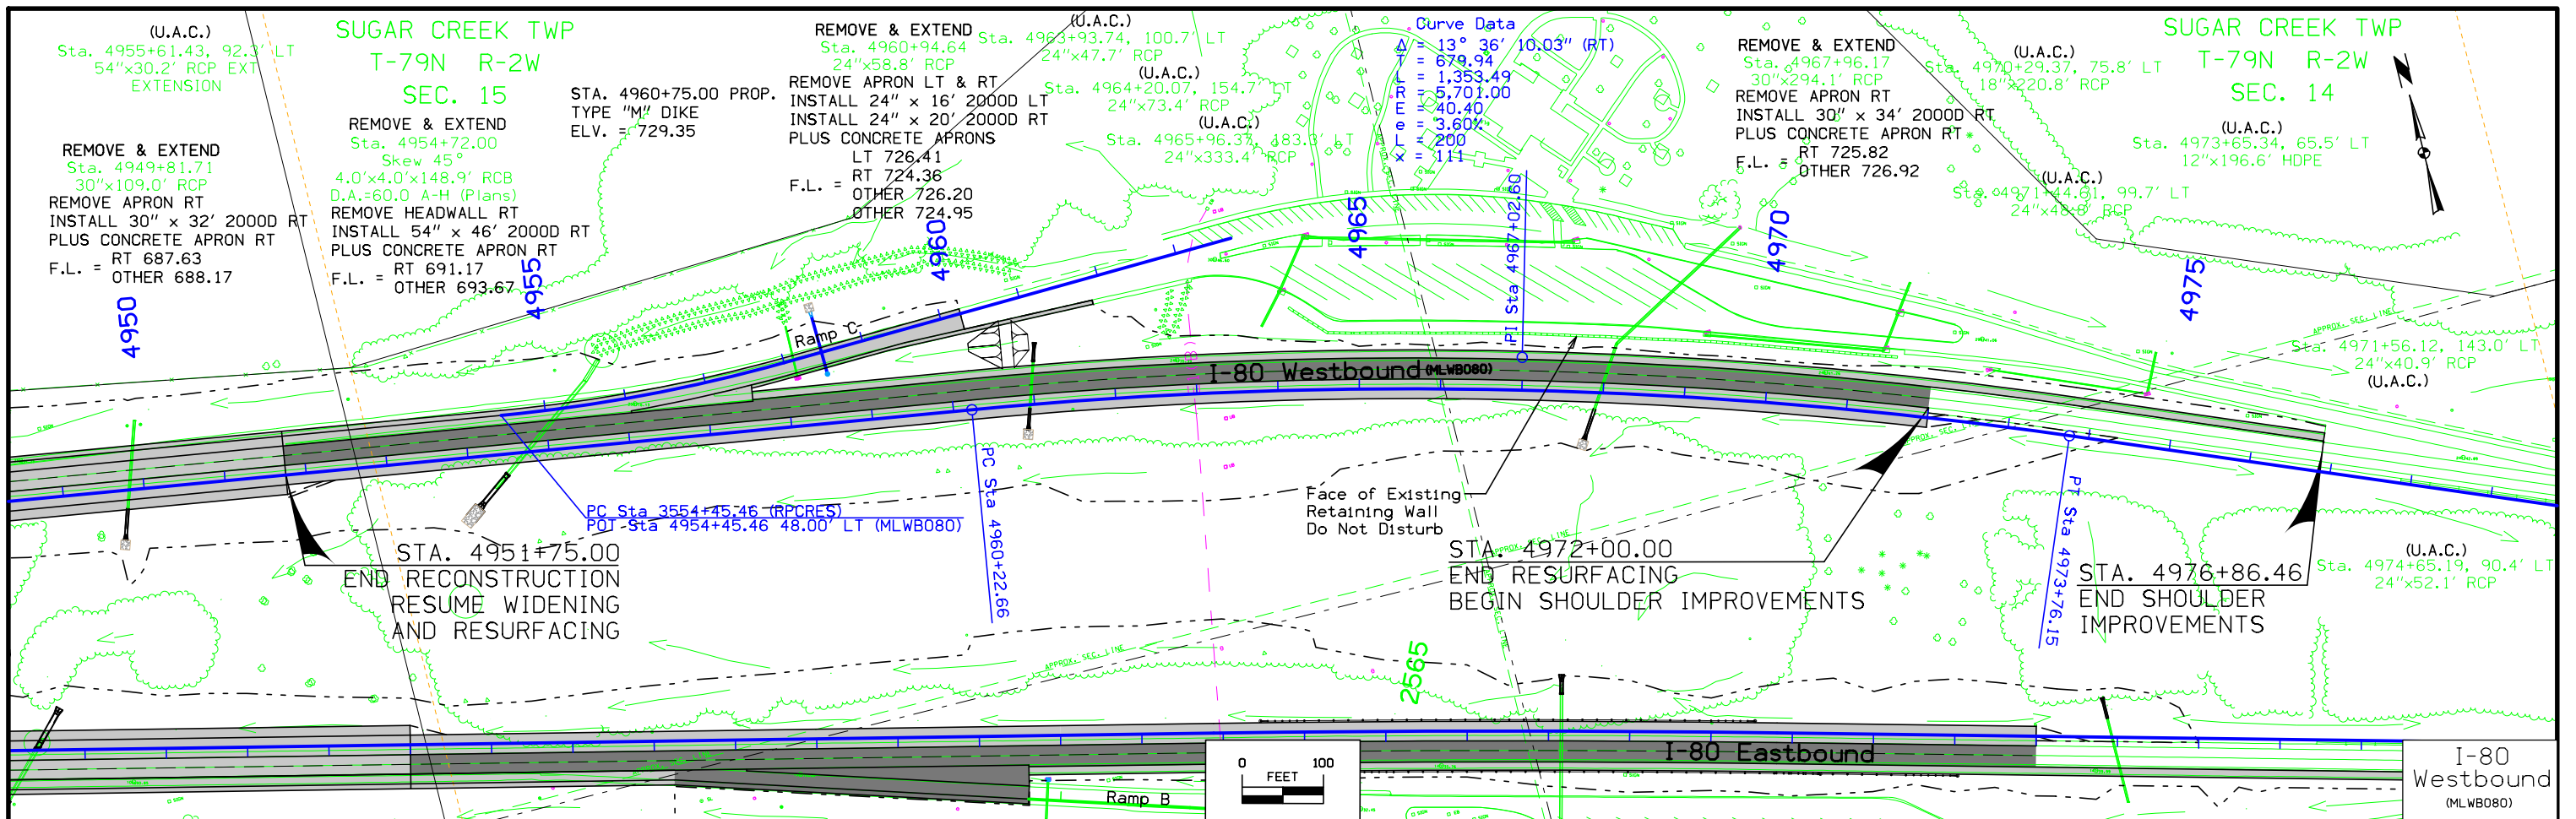 (U.A.C.)
Sta. 4955+61.43, 92.3' LT
54"x30.2' RCP EXT
EXTENSION
SUGAR CREEK TWP
T-79N R-2W
SEC. 15
REMOVE & EXTEND
Sta. 4949+81.71
30"x109.0' RCP
REMOVE APRON RT
INSTALL 30" x 32' 2000D RT
PLUS CONCRETE APRON RT
F.L. = RT 687.63
OTHER 688.17
REMOVE & EXTEND
Sta. 4954+72.00
Skew 45°
4.0'x4.0'x148.9' RCB
D.A.=60.0 A-H (Plans)
REMOVE HEADWALL RT
INSTALL 54" x 46' 2000D RT
PLUS CONCRETE APRON RT
F.L. = RT 691.17
OTHER 693.67
STA. 4960+75.00 PROP.
TYPE "M" DIKE
ELV. = 729.35
REMOVE & EXTEND
Sta. 4960+94.64
24"x58.8' RCP
REMOVE APRON LT & RT
INSTALL 24" x 16' 2000D LT
INSTALL 24" x 20' 2000D RT
PLUS CONCRETE APRONS
LT 726.41
RT 724.36
F.L. = OTHER 726.20
OTHER 724.95
(U.A.C.)
Sta. 4963+93.74, 100.7' LT
24"x47.7' RCP
(U.A.C.)
Sta. 4964+20.07, 154.7' LT
24"x73.4' RCP
(U.A.C.)
Sta. 4965+96.37, 183.3' LT
24"x333.4' RCP
Curve Data
Δ = 13° 36' 10.03" (RT)
T = 679.94
L = 1,353.49
R = 5,701.00
E = 40.40
e = 3.60%
L = 200
x = 111
REMOVE & EXTEND
Sta. 4967+96.17
30"x294.1' RCP
REMOVE APRON RT
INSTALL 30" x 34' 2000D RT
PLUS CONCRETE APRON RT
F.L. = RT 725.82
OTHER 726.92
(U.A.C.)
Sta. 4970+29.37, 75.8' LT
18"x220.8' RCP
SUGAR CREEK TWP
T-79N R-2W
SEC. 14
(U.A.C.)
Sta. 4973+65.34, 65.5' LT
12"x196.6' HDPE
(U.A.C.)
Sta. 4971+44.61, 99.7' LT
24"x48.8' RCP
4950
4955
4960
4965
4970
4975
PI Sta 4967+02.60
APPROX. SEC. LINE
Sta. 4971+56.12, 143.0' LT
24"x40.9' RCP
(U.A.C.)
Ramp C
I-80 Westbound (MLWB080)
APPROX. SEC. LINE
PC Sta 4960+22.66
PC Sta 3554+45.46 (RPCRES)
POT Sta 4954+45.46 48.00' LT (MLWB080)
Face of Existing
Retaining Wall
Do Not Disturb
STA. 4951+75.00
END RECONSTRUCTION
RESUME WIDENING
AND RESURFACING
STA. 4972+00.00
END RESURFACING
BEGIN SHOULDER IMPROVEMENTS
APPROX. SEC. LINE
PT Sta 4973+76.15
STA. 4976+86.46
END SHOULDER
IMPROVEMENTS
(U.A.C.)
Sta. 4974+65.19, 90.4' LT
24"x52.1' RCP
APPROX. SEC. LINE
2565
I-80 Eastbound
Ramp B
0 100
FEET
I-80
Westbound
(MLWB080)